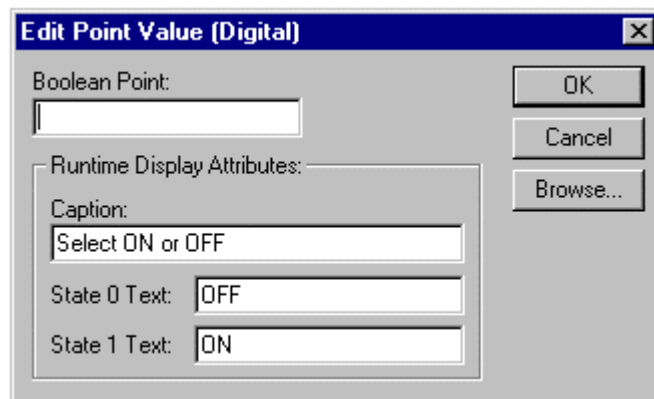 Edit Point Value (Digital)
Boolean Point:
OK
Cancel
Browse...
Runtime Display Attributes:
Caption:
Select ON or OFF
State 0 Text: OFF
State 1 Text: ON